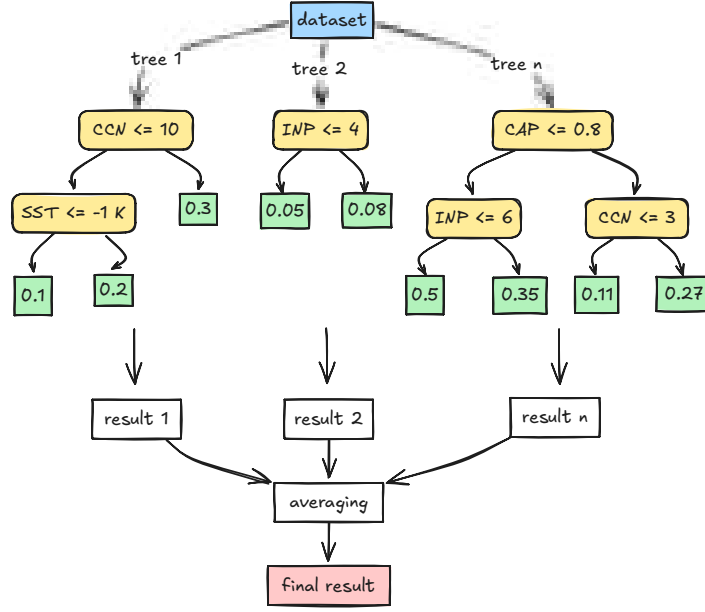 dataset
tree 1
tree 2
tree n
CCN <= 10
INP <= 4
CAP <= 0.8
SST <= -1 K
0.3
0.05
0.08
INP <= 6
CCN <= 3
0.1
0.2
0.5
0.35
0.11
0.27
result 1
result 2
result n
averaging
final result